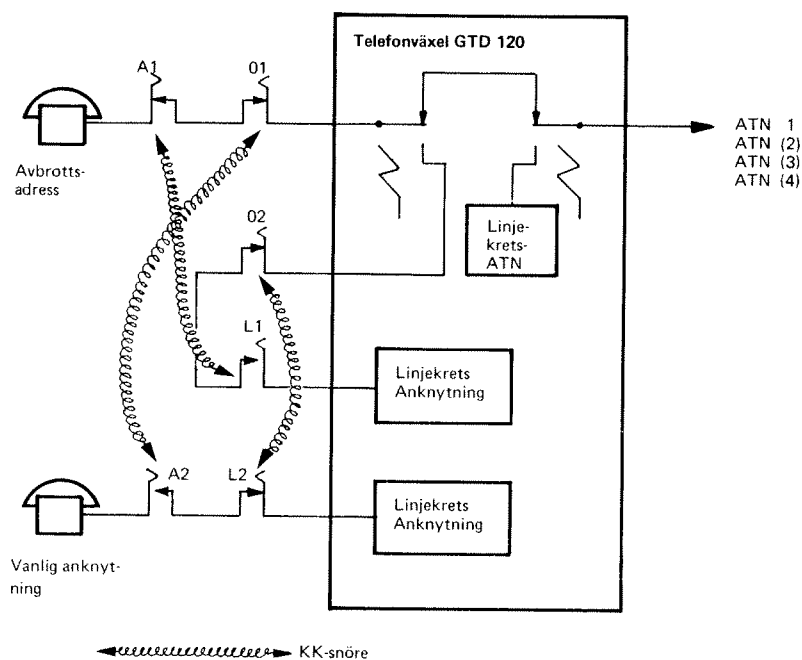 Telefonväxel GTD 120
A1
01
Avbrotts-
adress
ATN 1
ATN (2)
ATN (3)
ATN (4)
02
Linje-
krets-
ATN
L1
Linjekrets
Anknytning
A2
L2
Linjekrets
Anknytning
Vanlig anknyt-
ning
KK-snöre